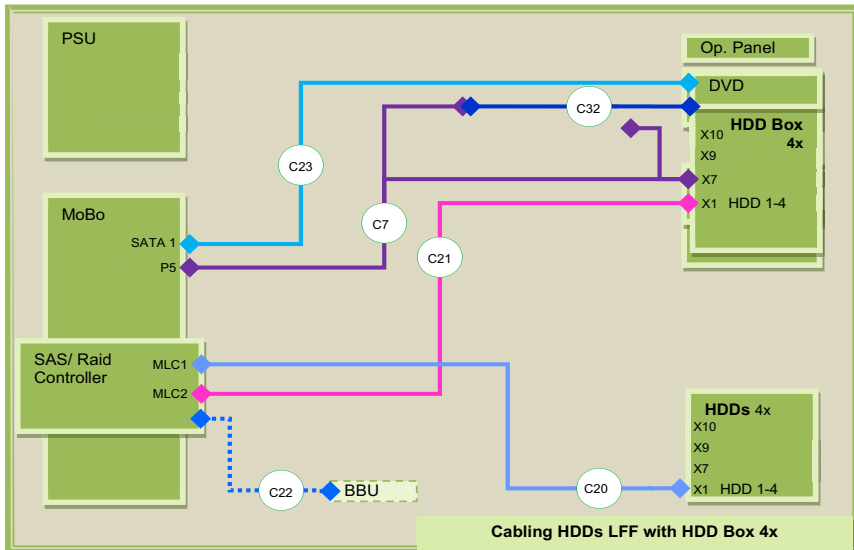 PSU
Op. Panel
DVD
C32
HDD Box
4x
X10
X9
C23
X7
X1 HDD 1-4
MoBo
C7
SATA 1
C21
P5
SAS/ Raid
Controller
MLC1
MLC2
HDDs 4x
X10
X9
X7
X1 HDD 1-4
C22
BBU
C20
Cabling HDDs LFF with HDD Box 4x